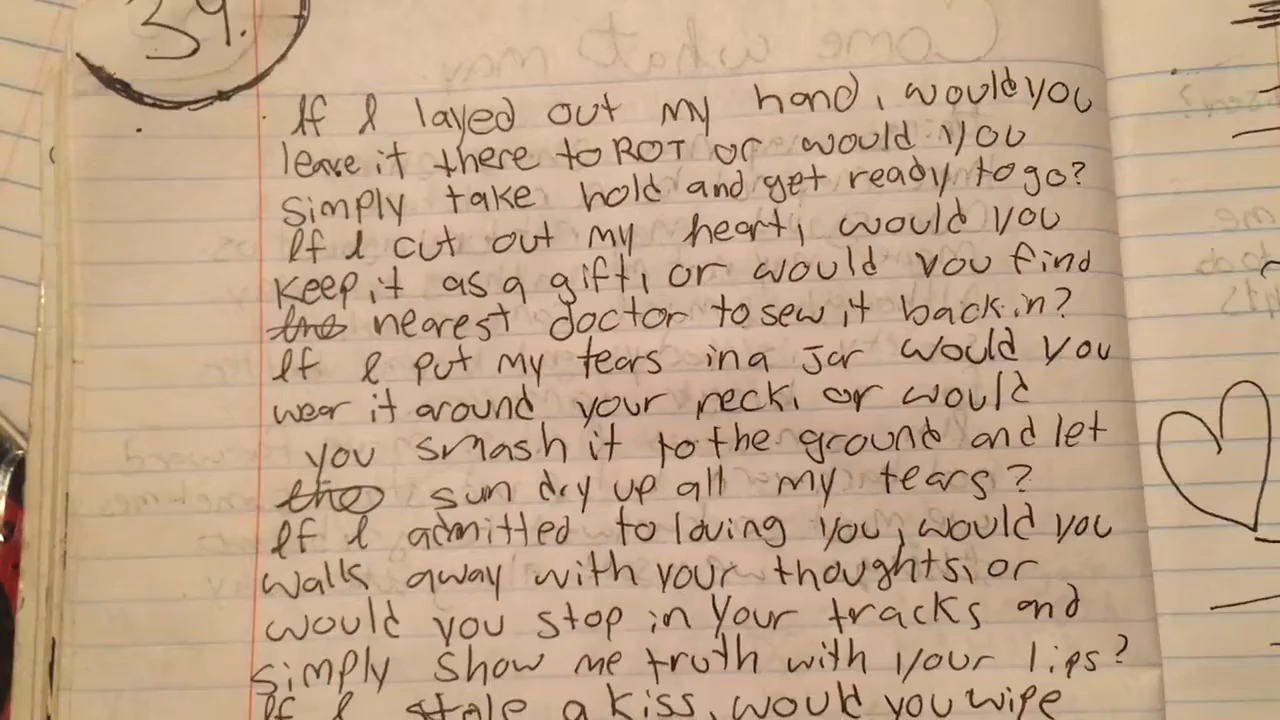 39.
If I layed out my hand, would you
leave it there to ROT or would you
simply take hold and get ready to go?
If I cut out my heart, would you
keep it as a gift, or would you find
the nearest doctor to sew it back in?
If I put my tears in a jar would you
wear it around your neck, or would
you smash it to the ground and let
the sun dry up all my tears?
If I admitted to loving you, would you
walk away with your thoughts, or
would you stop in your tracks and
simply show me truth with your lips?
If I stole a kiss, would you wipe
Come what may.